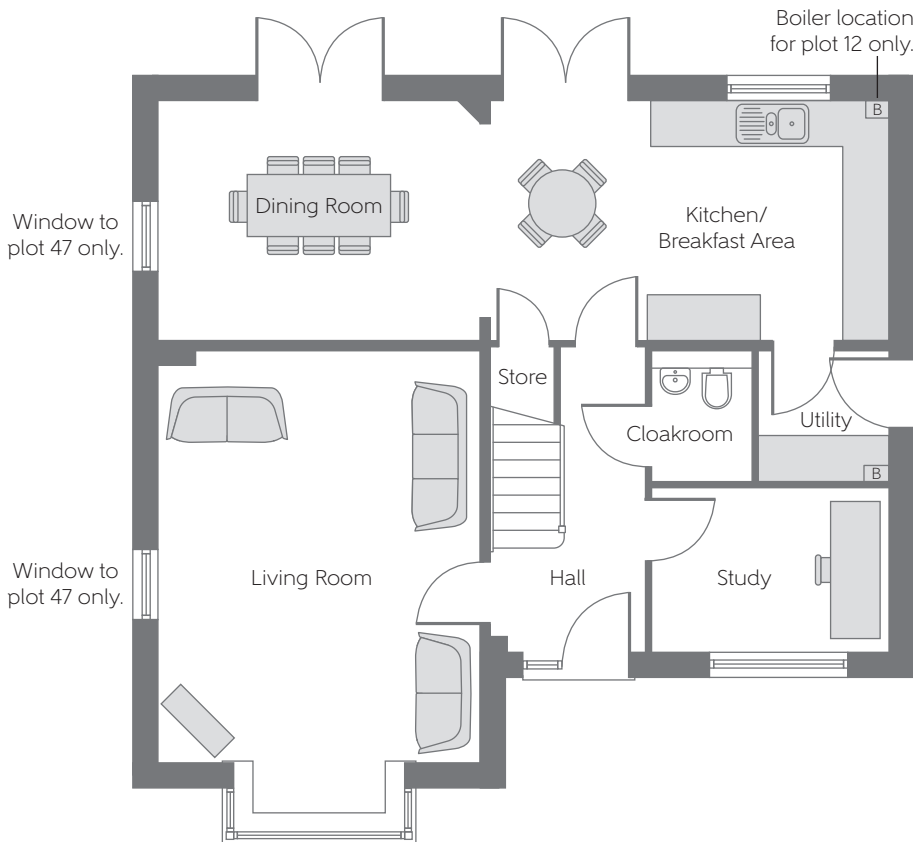 Boiler location
for plot 12 only.
B
Dining Room
Window to
plot 47 only.
Kitchen/
Breakfast Area
Store
Cloakroom
Utility
B
Window to
plot 47 only.
Living Room
Hall
Study